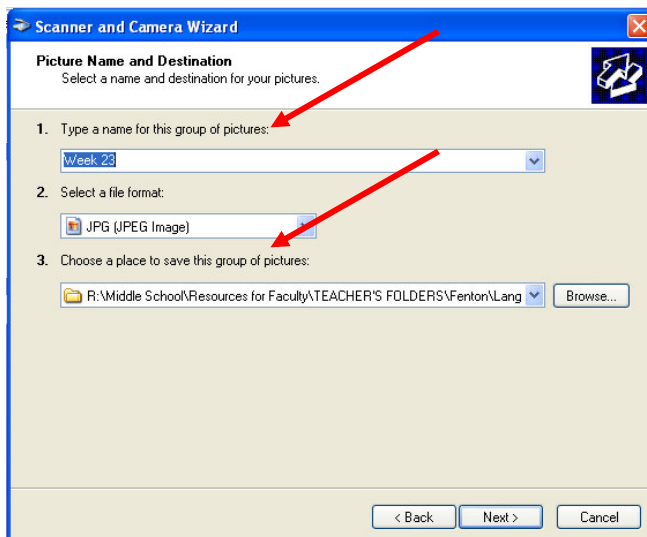 Scanner and Camera Wizard
Picture Name and Destination
Select a name and destination for your pictures.
1. Type a name for this group of pictures:
Week 23
2. Select a file format:
JPG (JPEG Image)
3. Choose a place to save this group of pictures:
R:\Middle School\Resources for Faculty\TEACHER'S FOLDERS\Fenton\Lang
Browse...
< Back
Next >
Cancel